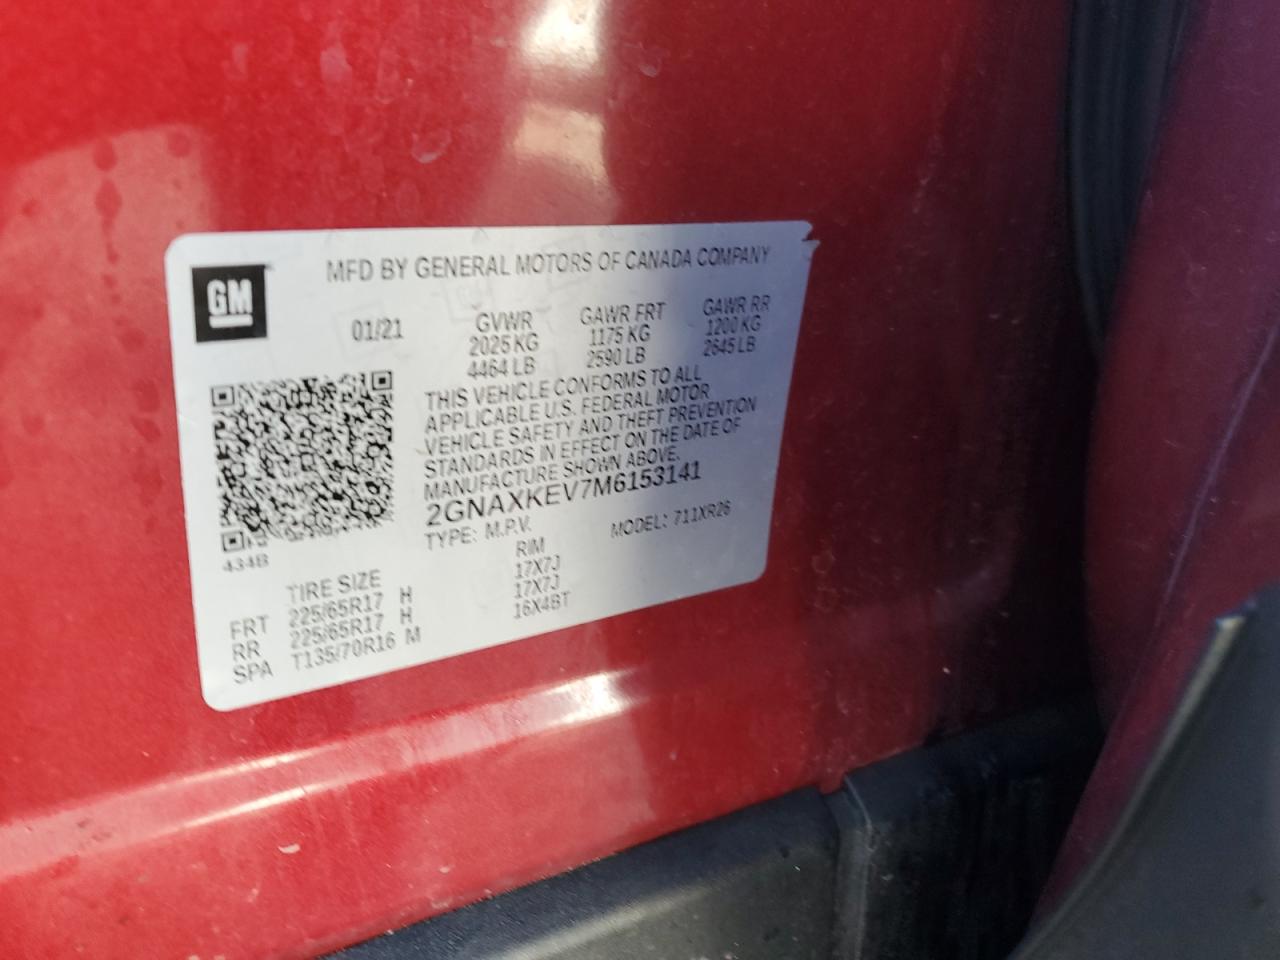 GM
MFD BY GENERAL MOTORS OF CANADA COMPANY
01/21
GVWR GAWR FRT GAWR RR
2025 KG 1175 KG 1200 KG
4464 LB 2590 LB 2645 LB
THIS VEHICLE CONFORMS TO ALL
APPLICABLE U.S. FEDERAL MOTOR
VEHICLE SAFETY AND THEFT PREVENTION
STANDARDS IN EFFECT ON THE DATE OF
MANUFACTURE SHOWN ABOVE.
2GNAXKEV7M6153141
TYPE: M.P.V. MODEL: 711XR26
434B
TIRE SIZE RIM
FRT 225/65R17 H 17X7J
RR 225/65R17 H 17X7J
SPA T135/70R16 M 16X4BT